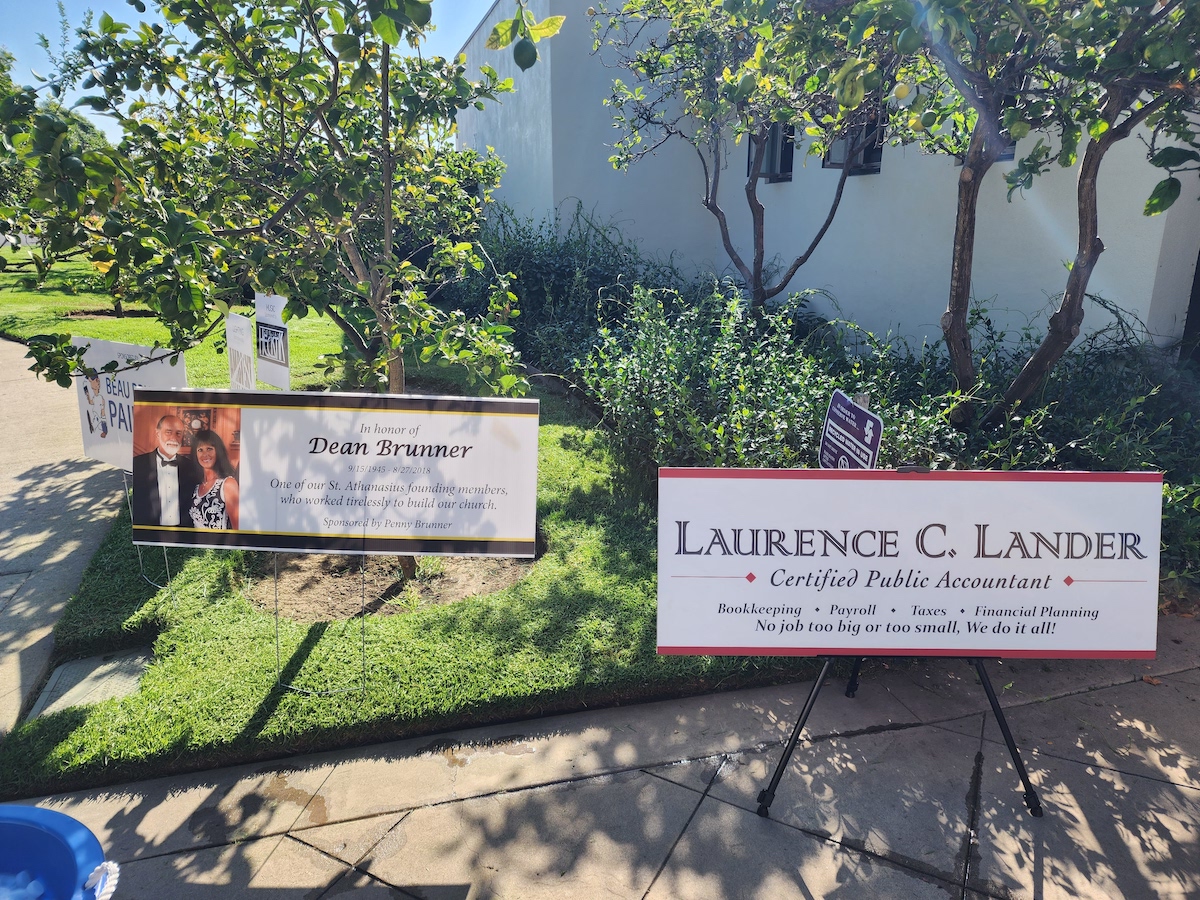 BEAU
PAI
In honor of
Dean Brunner
9/15/1945 - 8/27/2018
One of our St. Athanasius founding members,
who worked tirelessly to build our church.
Sponsored by Penny Brunner
LAURENCE C. LANDER
Certified Public Accountant
Bookkeeping • Payroll • Taxes • Financial Planning
No job too big or too small, We do it all!